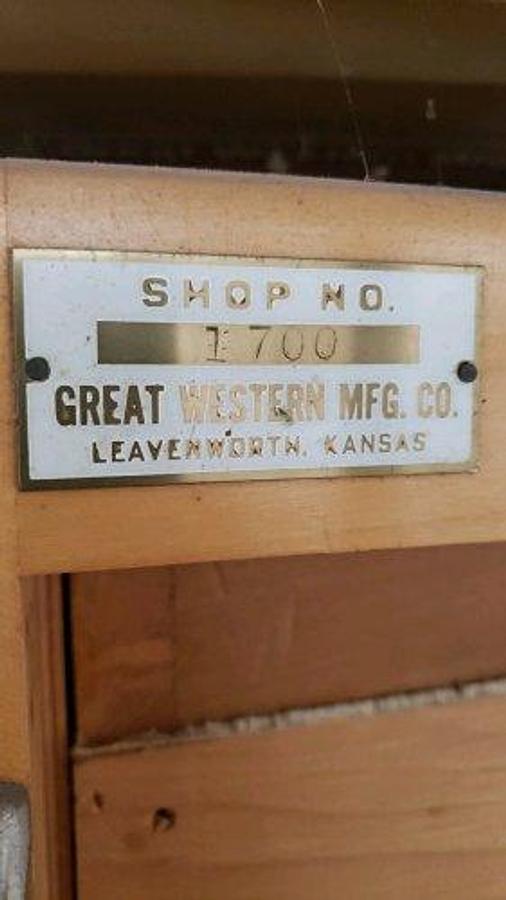 SHOP NO.
1700
GREAT WESTERN MFG. CO.
LEAVENWORTH, KANSAS